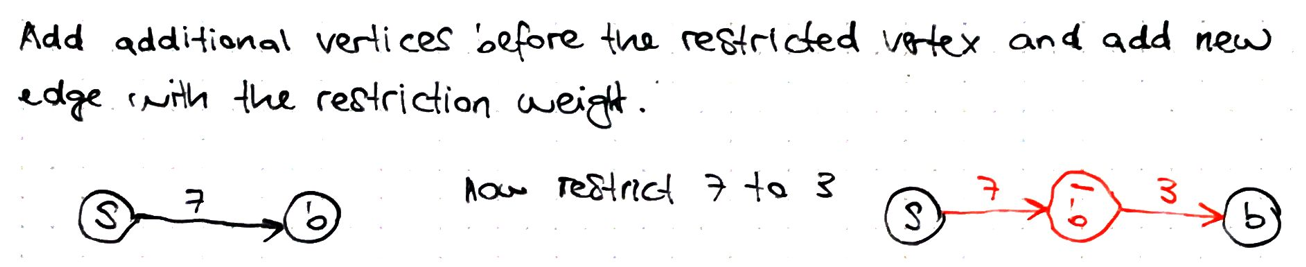 Add additional vertices before the restricted vertex and add new
edge with the restriction weight.
S 7 b now restrict 7 to 3 S 7 b̄ 3 b